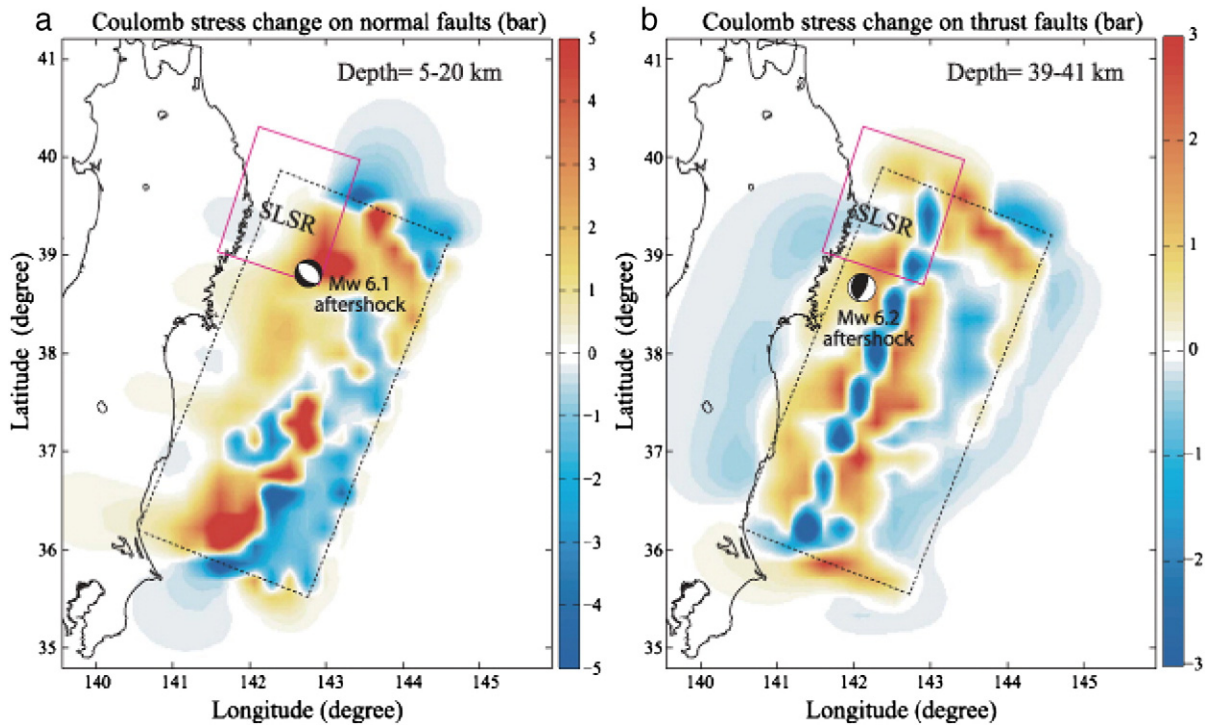 a
Coulomb stress change on normal faults (bar)
Depth= 5-20 km
SLSR
Mw 6.1
aftershock
41
40
39
38
37
36
35
Latitude (degree)
140
141
142
143
144
145
Longitude (degree)
5
4
3
2
1
0
−1
−2
−3
−4
−5
b
Coulomb stress change on thrust faults (bar)
Depth= 39-41 km
SLSR
Mw 6.2
aftershock
41
40
39
38
37
36
35
Latitude (degree)
140
141
142
143
144
145
Longitude (degree)
3
2
1
0
−1
−2
−3